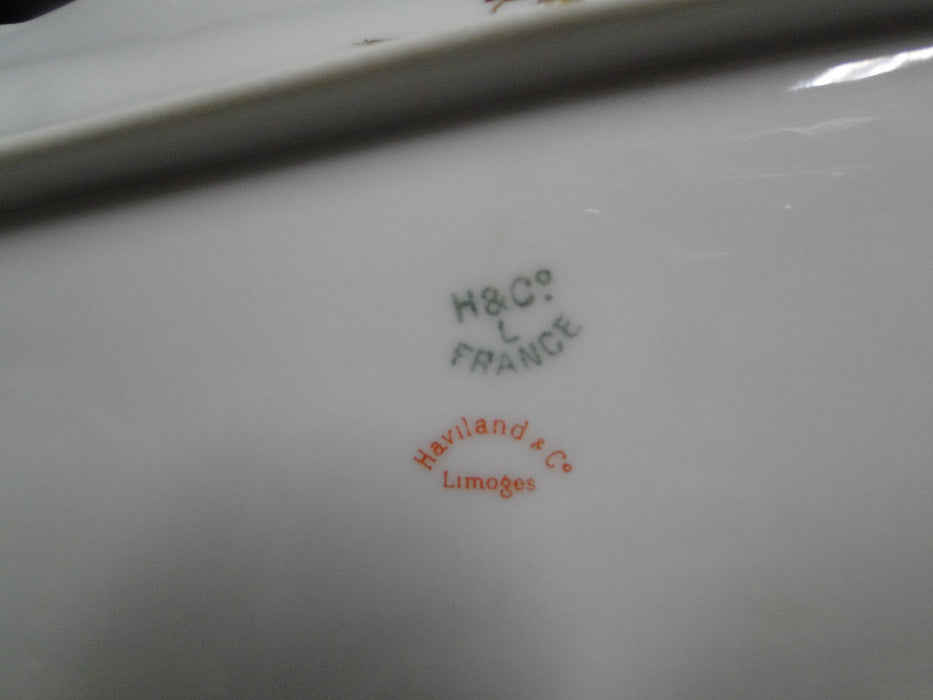 H&Cº
L
FRANCE
Haviland & Cº
Limoges